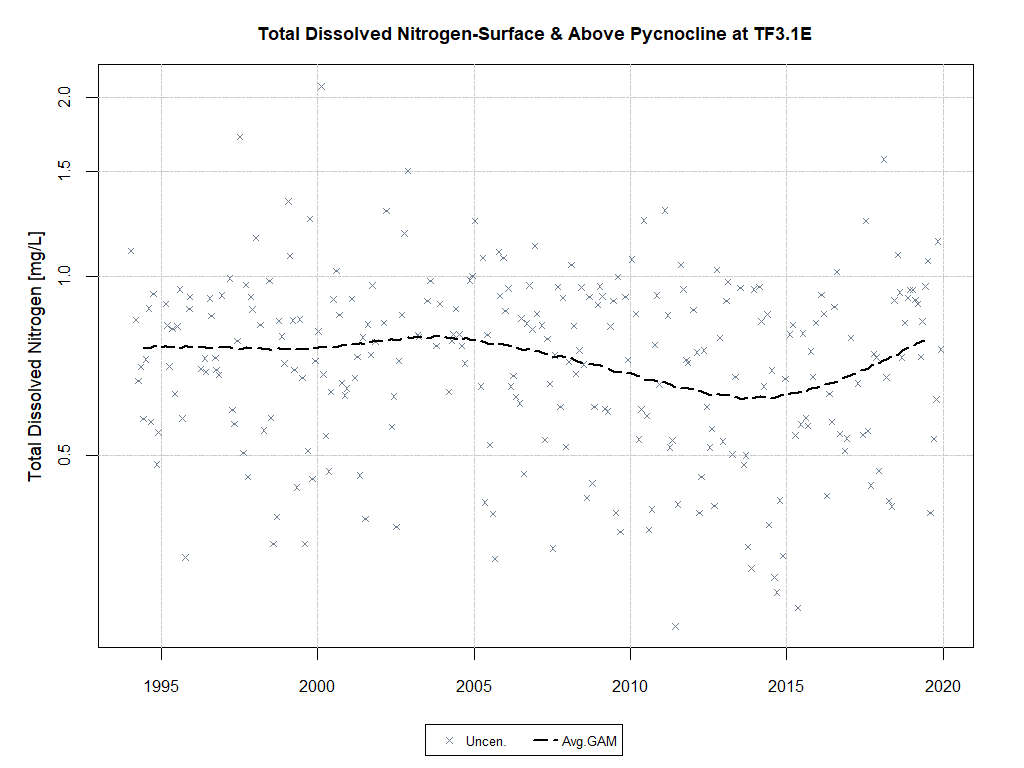 Total Dissolved Nitrogen-Surface & Above Pycnocline at TF3.1E
Total Dissolved Nitrogen [mg/L]
2.0
1.5
1.0
0.5
1995 2000 2005 2010 2015 2020
Uncen. Avg.GAM